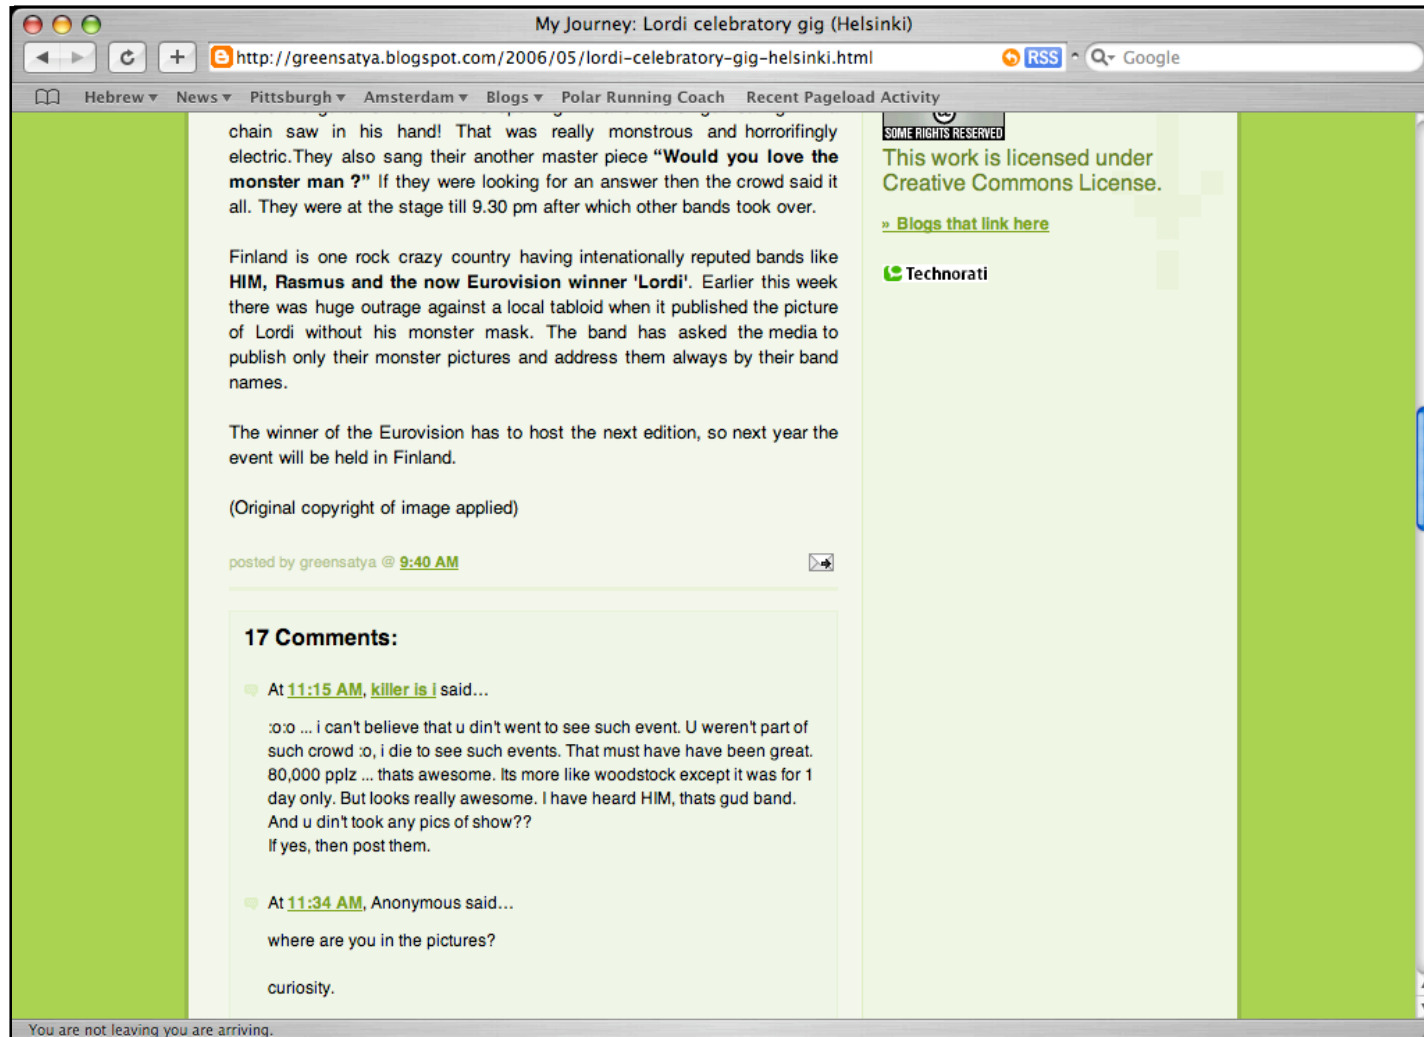 My Journey: Lordi celebratory gig (Helsinki)
http://greensatya.blogspot.com/2006/05/lordi-celebratory-gig-helsinki.html
RSS
Google
Hebrew News Pittsburgh Amsterdam Blogs Polar Running Coach Recent Pageload Activity
chain saw in his hand! That was really monstrous and horrorifingly
electric.They also sang their another master piece “Would you love the
monster man ?” If they were looking for an answer then the crowd said it
all. They were at the stage till 9.30 pm after which other bands took over.
Finland is one rock crazy country having intenationally reputed bands like
HIM, Rasmus and the now Eurovision winner 'Lordi'. Earlier this week
there was huge outrage against a local tabloid when it published the picture
of Lordi without his monster mask. The band has asked the media to
publish only their monster pictures and address them always by their band
names.
The winner of the Eurovision has to host the next edition, so next year the
event will be held in Finland.
(Original copyright of image applied)
posted by greensatya @ 9:40 AM
17 Comments:
At 11:15 AM, killer is i said…
:o:o ... i can't believe that u din't went to see such event. U weren't part of
such crowd :o, i die to see such events. That must have have been great.
80,000 pplz ... thats awesome. Its more like woodstock except it was for 1
day only. But looks really awesome. I have heard HIM, thats gud band.
And u din't took any pics of show??
If yes, then post them.
At 11:34 AM, Anonymous said…
where are you in the pictures?
curiosity.
SOME RIGHTS RESERVED
This work is licensed under
Creative Commons License.
» Blogs that link here
Technorati
You are not leaving you are arriving.